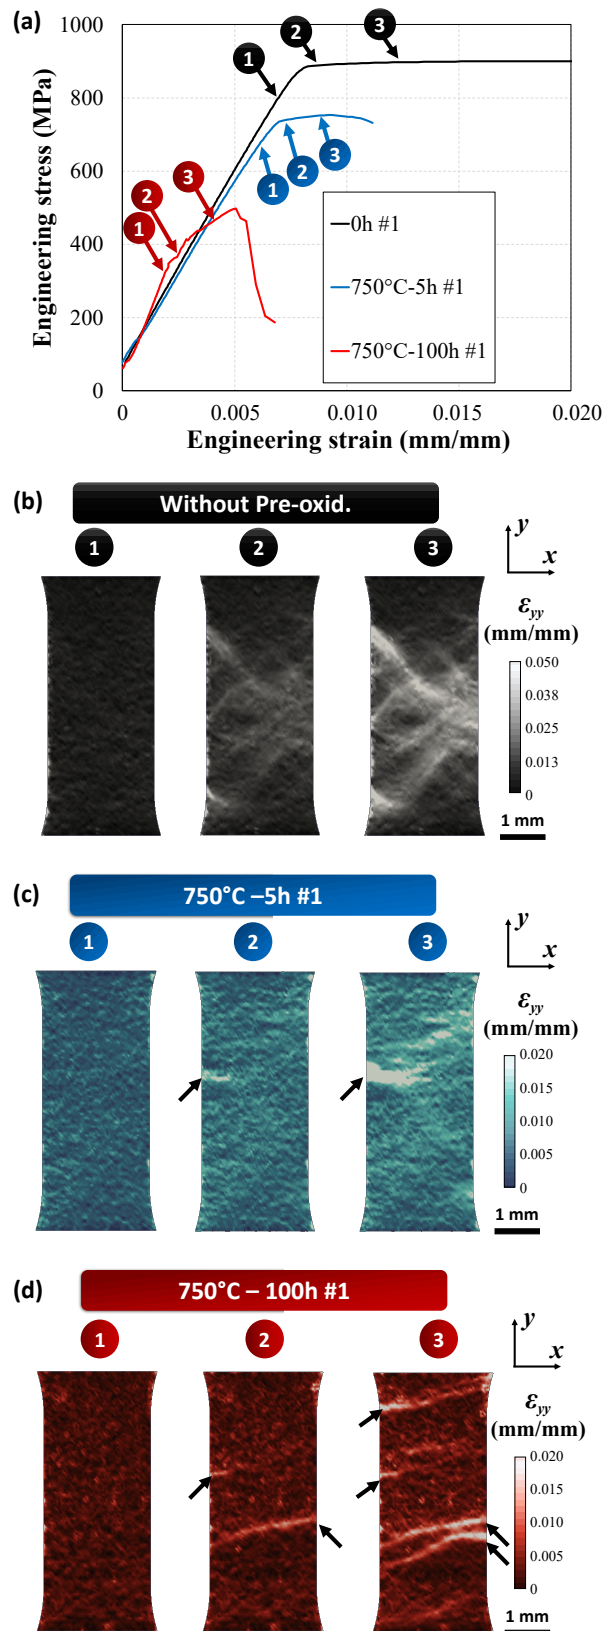 (a)
Engineering stress (MPa)
1000
800
600
400
200
0
1
2
3
1
2
3
1
2
3
0h #1
750°C-5h #1
750°C-100h #1
0
0.005
0.010
0.015
0.020
Engineering strain (mm/mm)
(b)
Without Pre-oxid.
1
2
3
y
x
εyy
(mm/mm)
0.050
0.038
0.025
0.013
0
1 mm
(c)
750°C –5h #1
1
2
3
y
x
εyy
(mm/mm)
0.020
0.015
0.010
0.005
0
1 mm
(d)
750°C – 100h #1
1
2
3
y
x
εyy
(mm/mm)
0.020
0.015
0.010
0.005
0
1 mm